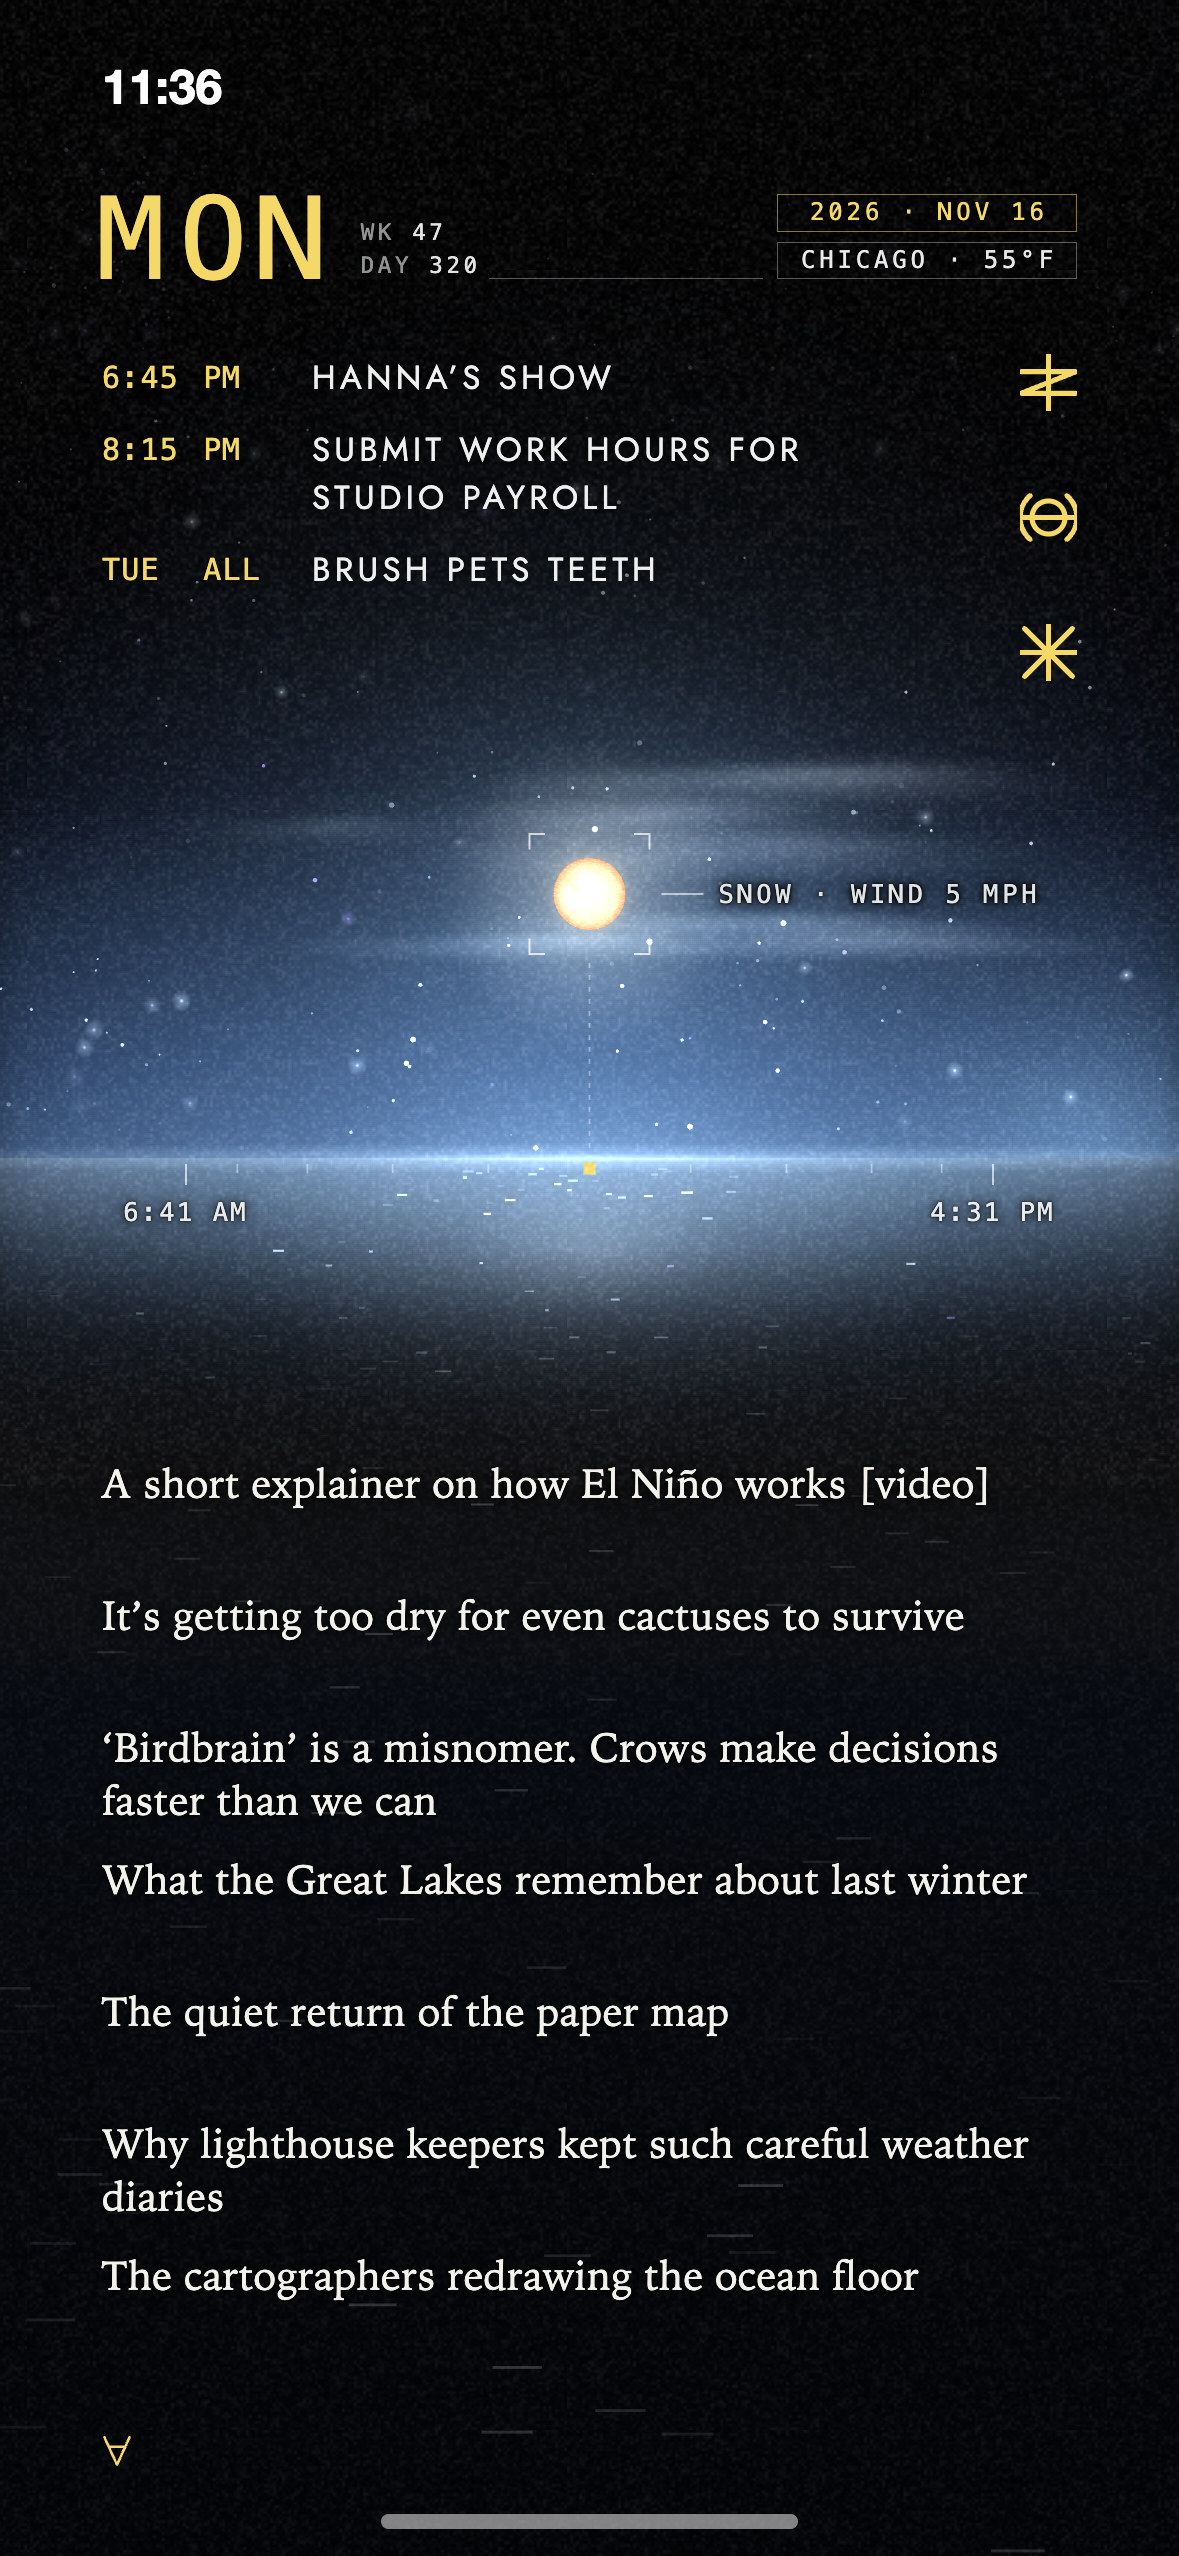 11:36
MON
WK 47
DAY 320
2026 · NOV 16
CHICAGO · 55°F
6:45 PM HANNA’S SHOW
8:15 PM SUBMIT WORK HOURS FOR
STUDIO PAYROLL
TUE ALL BRUSH PETS TEETH
SNOW · WIND 5 MPH
6:41 AM
4:31 PM
A short explainer on how El Niño works [video]
It’s getting too dry for even cactuses to survive
‘Birdbrain’ is a misnomer. Crows make decisions
faster than we can
What the Great Lakes remember about last winter
The quiet return of the paper map
Why lighthouse keepers kept such careful weather
diaries
The cartographers redrawing the ocean floor